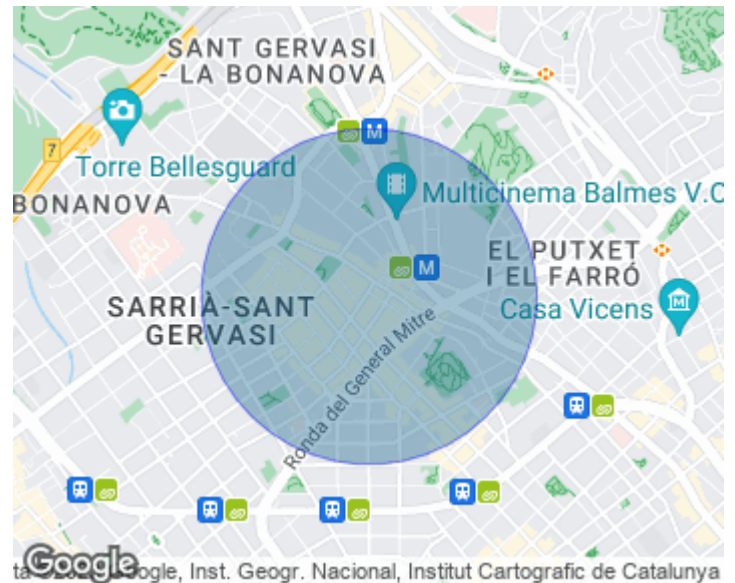 SANT GERVASI
- LA BONANOVA
M
7
Torre Bellesguard
BONANOVA
Multicinema Balmes V.O
M
EL PUTXET
I EL FARRÓ
SARRIÀ-SANT
GERVASI
Casa Vicens
M
Ronda del General Mitre
Google
Google, Inst. Geogr. Nacional, Institut Cartografic de Catalunya